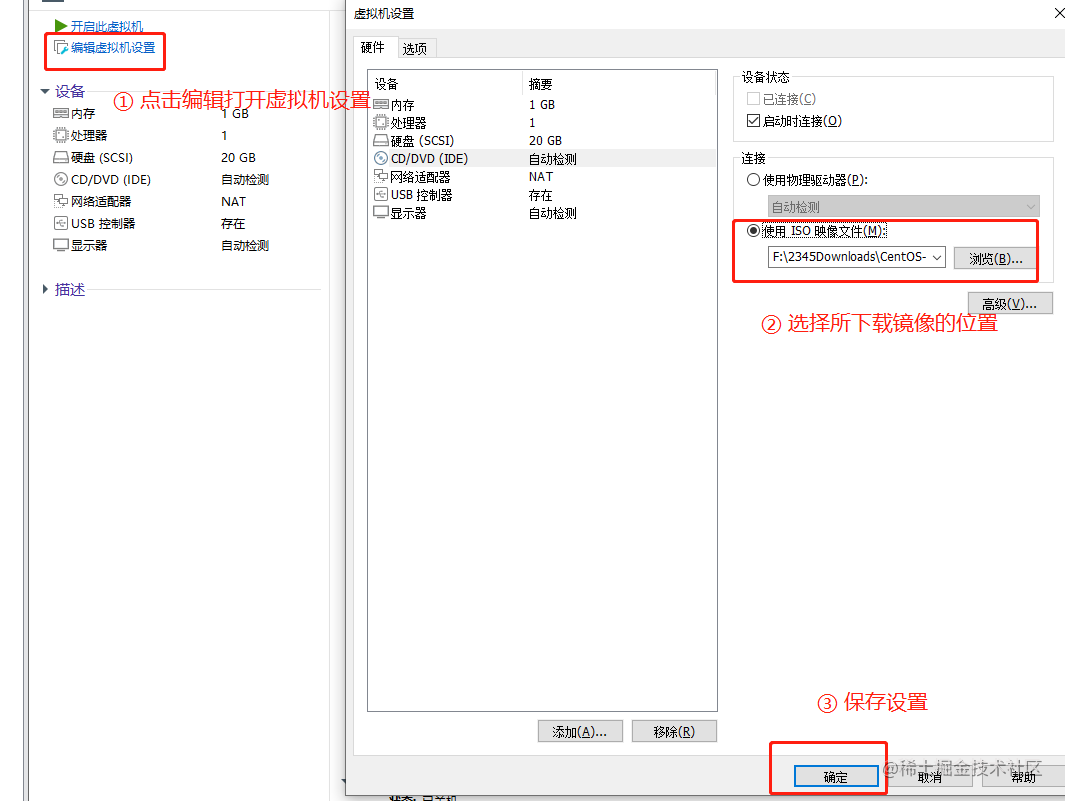 开启此虚拟机
编辑虚拟机设置
设备
① 点击编辑打开虚拟机设置
内存 1 GB
处理器 1
硬盘 (SCSI) 20 GB
CD/DVD (IDE) 自动检测
网络适配器 NAT
USB 控制器 存在
显示器 自动检测
描述
虚拟机设置
硬件 选项
设备 摘要
内存 1 GB
处理器 1
硬盘 (SCSI) 20 GB
CD/DVD (IDE) 自动检测
网络适配器 NAT
USB 控制器 存在
显示器 自动检测
添加(A)... 移除(R)
设备状态
已连接(C)
启动时连接(O)
连接
使用物理驱动器(P):
自动检测
使用 ISO 映像文件(M):
F:\2345Downloads\CentOS- 浏览(B)...
高级(V)...
② 选择所下载镜像的位置
③ 保存设置
确定 取消 帮助
@稀土掘金技术社区
状态: 已关机